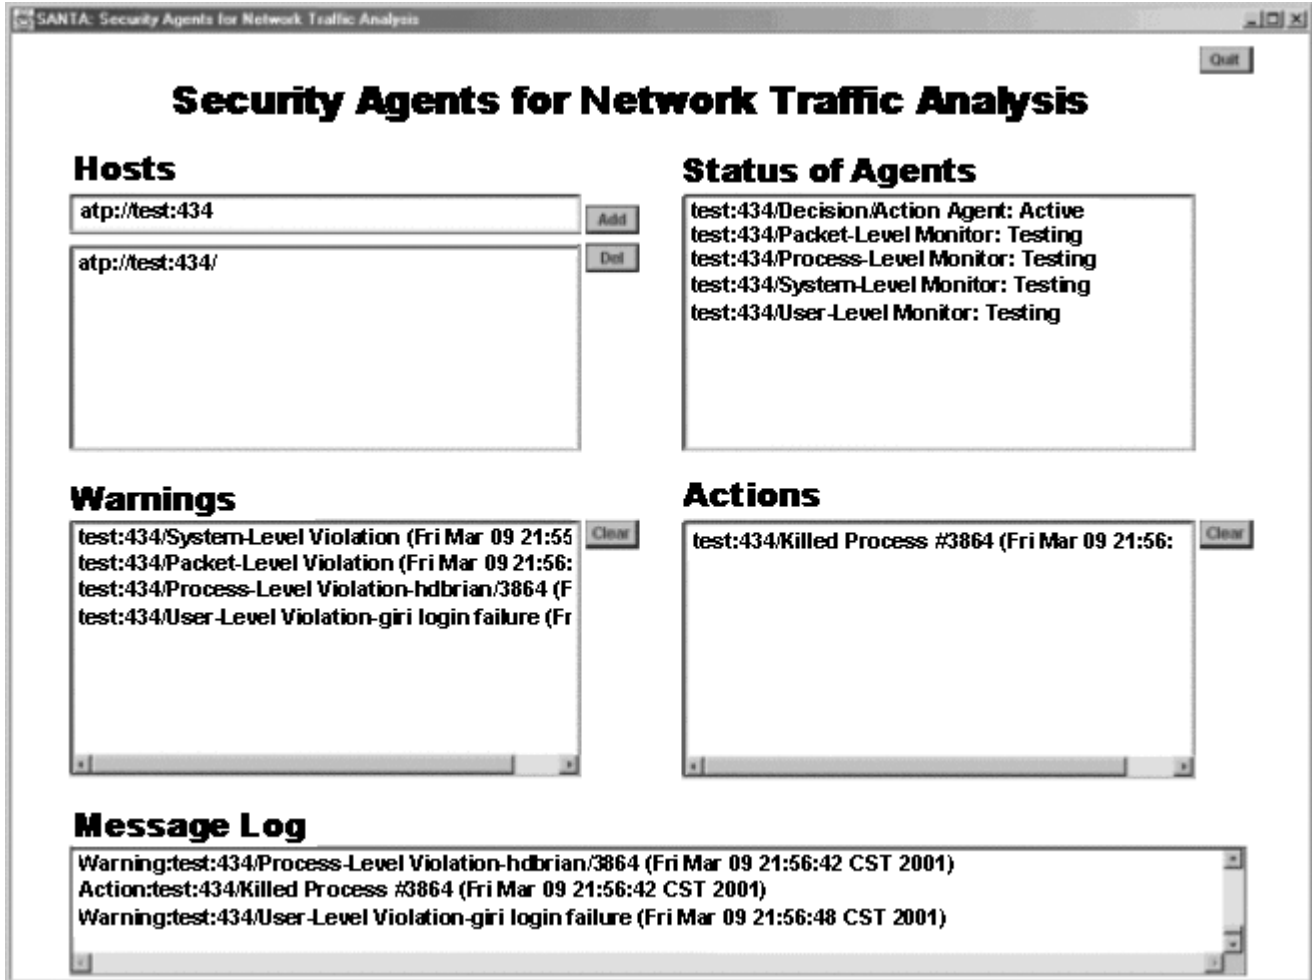 SANTA: Security Agents for Network Traffic Analysis
Quit
Security Agents for Network Traffic Analysis
Hosts
atp://test:434
Add
atp://test:434/
Del
Status of Agents
test:434/Decision/Action Agent: Active
test:434/Packet-Level Monitor: Testing
test:434/Process-Level Monitor: Testing
test:434/System-Level Monitor: Testing
test:434/User-Level Monitor: Testing
Warnings
test:434/System-Level Violation (Fri Mar 09 21:55
Clear
test:434/Packet-Level Violation (Fri Mar 09 21:56:
test:434/Process-Level Violation-hdbrian/3864 (F
test:434/User-Level Violation-giri login failure (Fr
Actions
test:434/Killed Process #3864 (Fri Mar 09 21:56:
Clear
Message Log
Warning:test:434/Process-Level Violation-hdbrian/3864 (Fri Mar 09 21:56:42 CST 2001)
Action:test:434/Killed Process #3864 (Fri Mar 09 21:56:42 CST 2001)
Warning:test:434/User-Level Violation-giri login failure (Fri Mar 09 21:56:48 CST 2001)